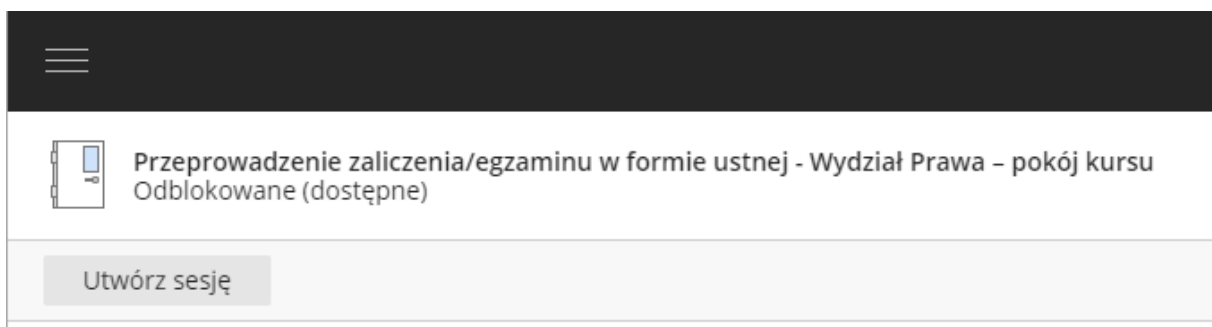 Przeprowadzenie zaliczenia/egzaminu w formie ustnej - Wydział Prawa – pokój kursu
Odblokowane (dostępne)
Utwórz sesję